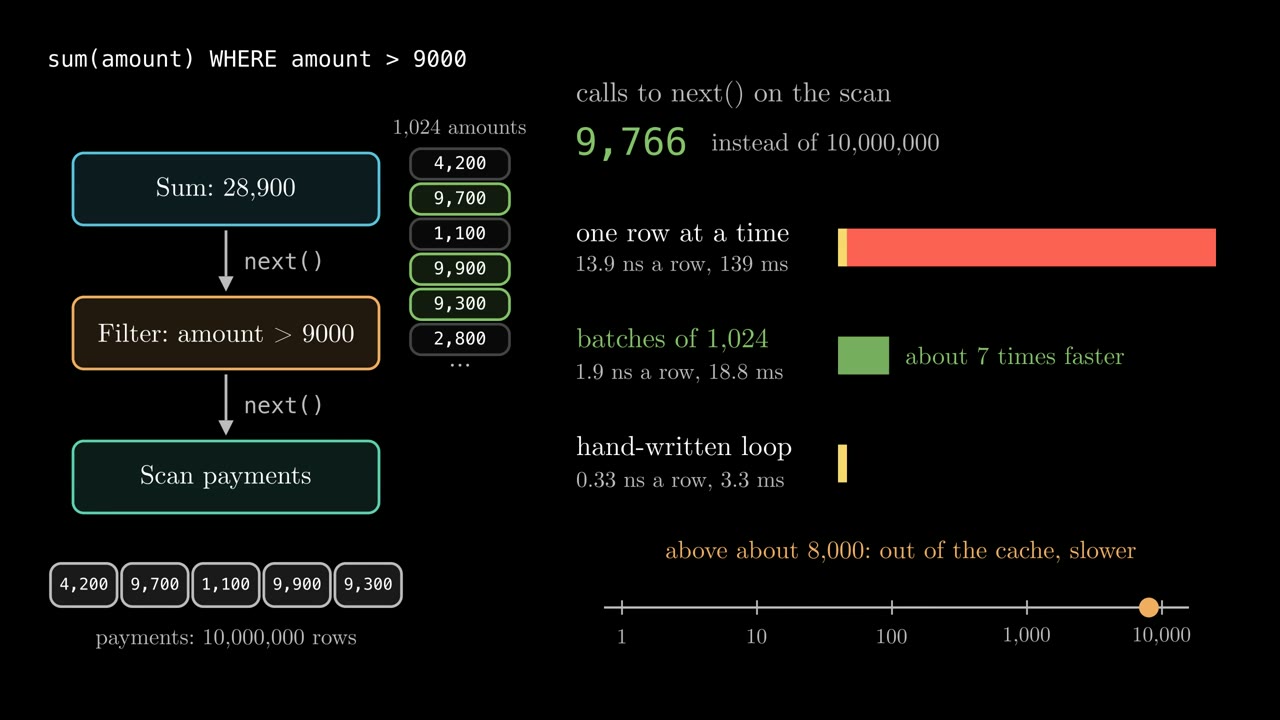 sum(amount) WHERE amount > 9000
Sum: 28,900
next()
Filter: amount > 9000
next()
Scan payments
4,200 9,700 1,100 9,900 9,300
payments: 10,000,000 rows
1,024 amounts
4,200
9,700
1,100
9,900
9,300
2,800
...
calls to next() on the scan
9,766 instead of 10,000,000
one row at a time
13.9 ns a row, 139 ms
batches of 1,024
1.9 ns a row, 18.8 ms
about 7 times faster
hand-written loop
0.33 ns a row, 3.3 ms
above about 8,000: out of the cache, slower
1 10 100 1,000 10,000